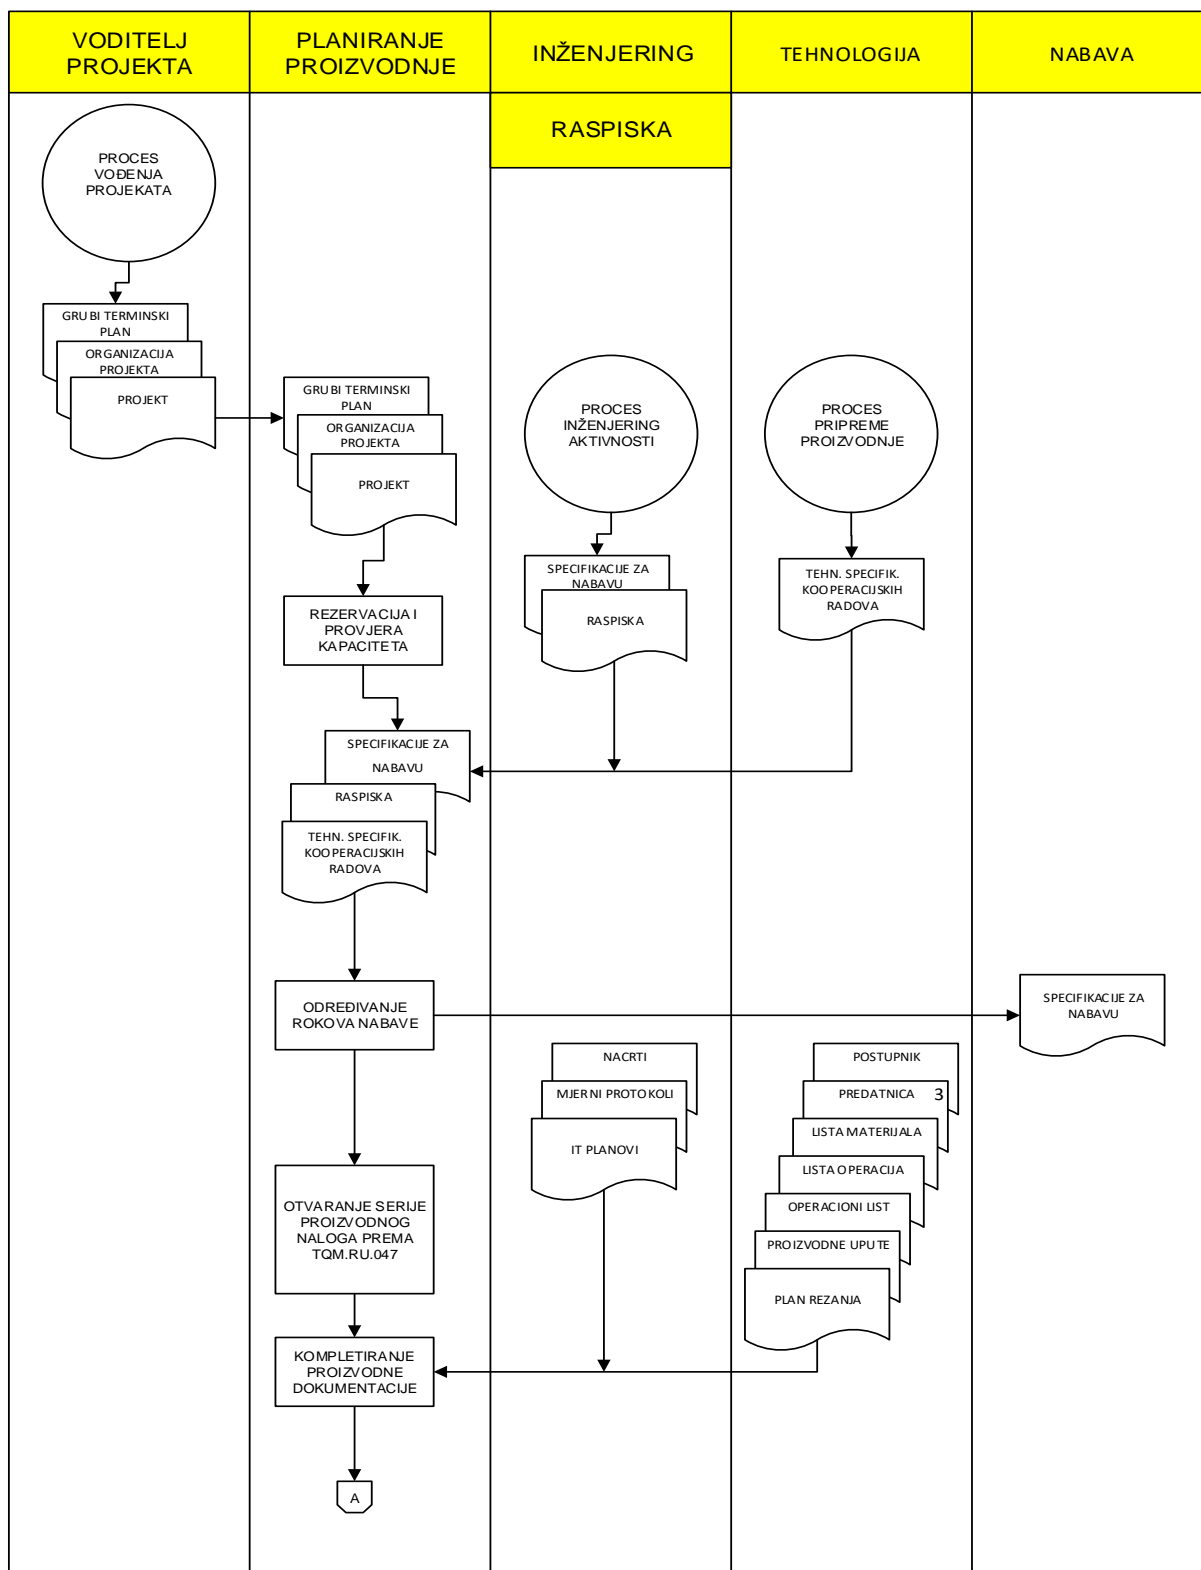 VODITELJ
PROJEKTA
PLANIRANJE
PROIZVODNJE
INŽENJERING
TEHNOLOGIJA
NABAVA
RASPISKA
PROCES
VOĐENJA
PROJEKATA
GRUBI TERMINSKI
PLAN
ORGANIZACIJA
PROJEKTA
PROJEKT
GRUBI TERMINSKI
PLAN
ORGANIZACIJA
PROJEKTA
PROJEKT
PROCES
INŽENJERING
AKTIVNOSTI
PROCES
PRIPREME
PROIZVODNJE
SPECIFIKACIJE ZA
NABAVU
RASPISKA
TEHN. SPECIFIK.
KOOPERACIJSKIH
RADOVA
REZERVACIJA I
PROVJERA
KAPACITETA
SPECIFIKACIJE ZA
NABAVU
RASPISKA
TEHN. SPECIFIK.
KOOPERACIJSKIH
RADOVA
ODREĐIVANJE
ROKOVA NABAVE
SPECIFIKACIJE ZA
NABAVU
NACRTI
MJERNI PROTOKOLI
IT PLANOVI
POSTUPNIK
PREDATNICA 3
LISTA MATERIJALA
LISTA OPERACIJA
OPERACIONI LIST
PROIZVODNE UPUTE
PLAN REZANJA
OTVARANJE SERIJE
PROIZVODNOG
NALOGA PREMA
TQM.RU.047
KOMPLETIRANJE
PROIZVODNE
DOKUMENTACIJE
A